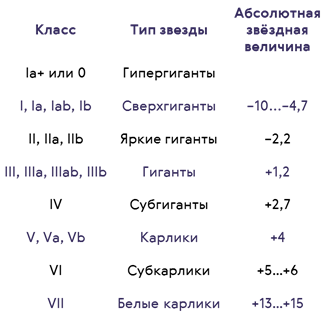 Класс Тип звезды Абсолютная звёздная величина
Ia+ или 0 Гипергиганты
I, Ia, Iab, Ib Сверхгиганты –10...–4,7
II, IIa, IIb Яркие гиганты –2,2
III, IIIa, IIIab, IIIb Гиганты +1,2
IV Субгиганты +2,7
V, Va, Vb Карлики +4
VI Субкарлики +5...+6
VII Белые карлики +13...+15